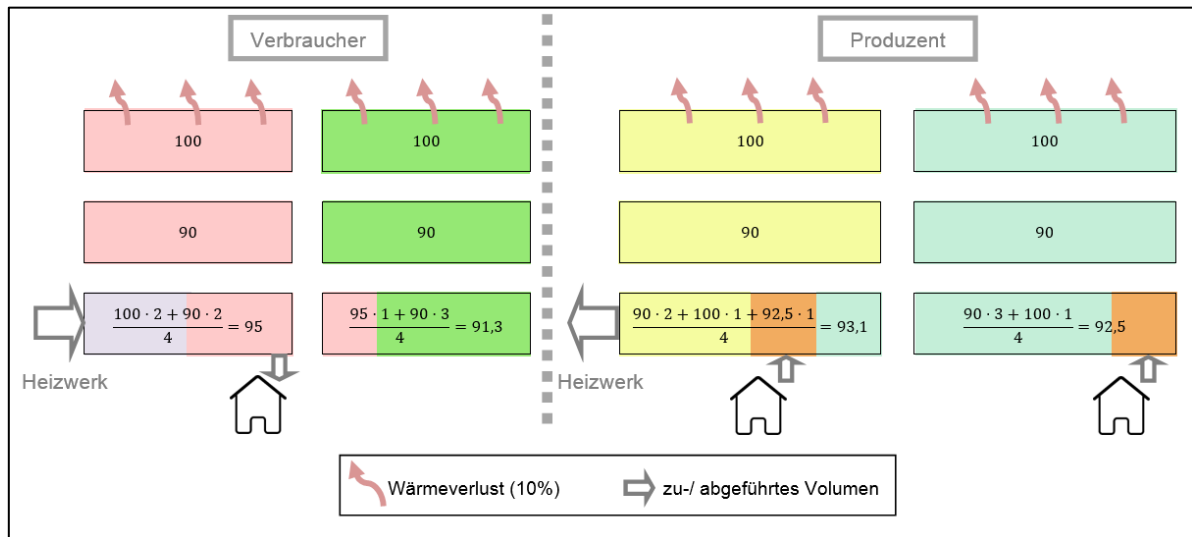 Verbraucher
Produzent
100
100
100
100
90
90
90
90
(100 · 2 + 90 · 2)/4 = 95
(95 · 1 + 90 · 3)/4 = 91,3
(90 · 2 + 100 · 1 + 92,5 · 1)/4 = 93,1
(90 · 3 + 100 · 1)/4 = 92,5
Heizwerk
Heizwerk
Wärmeverlust (10%)
zu-/ abgeführtes Volumen